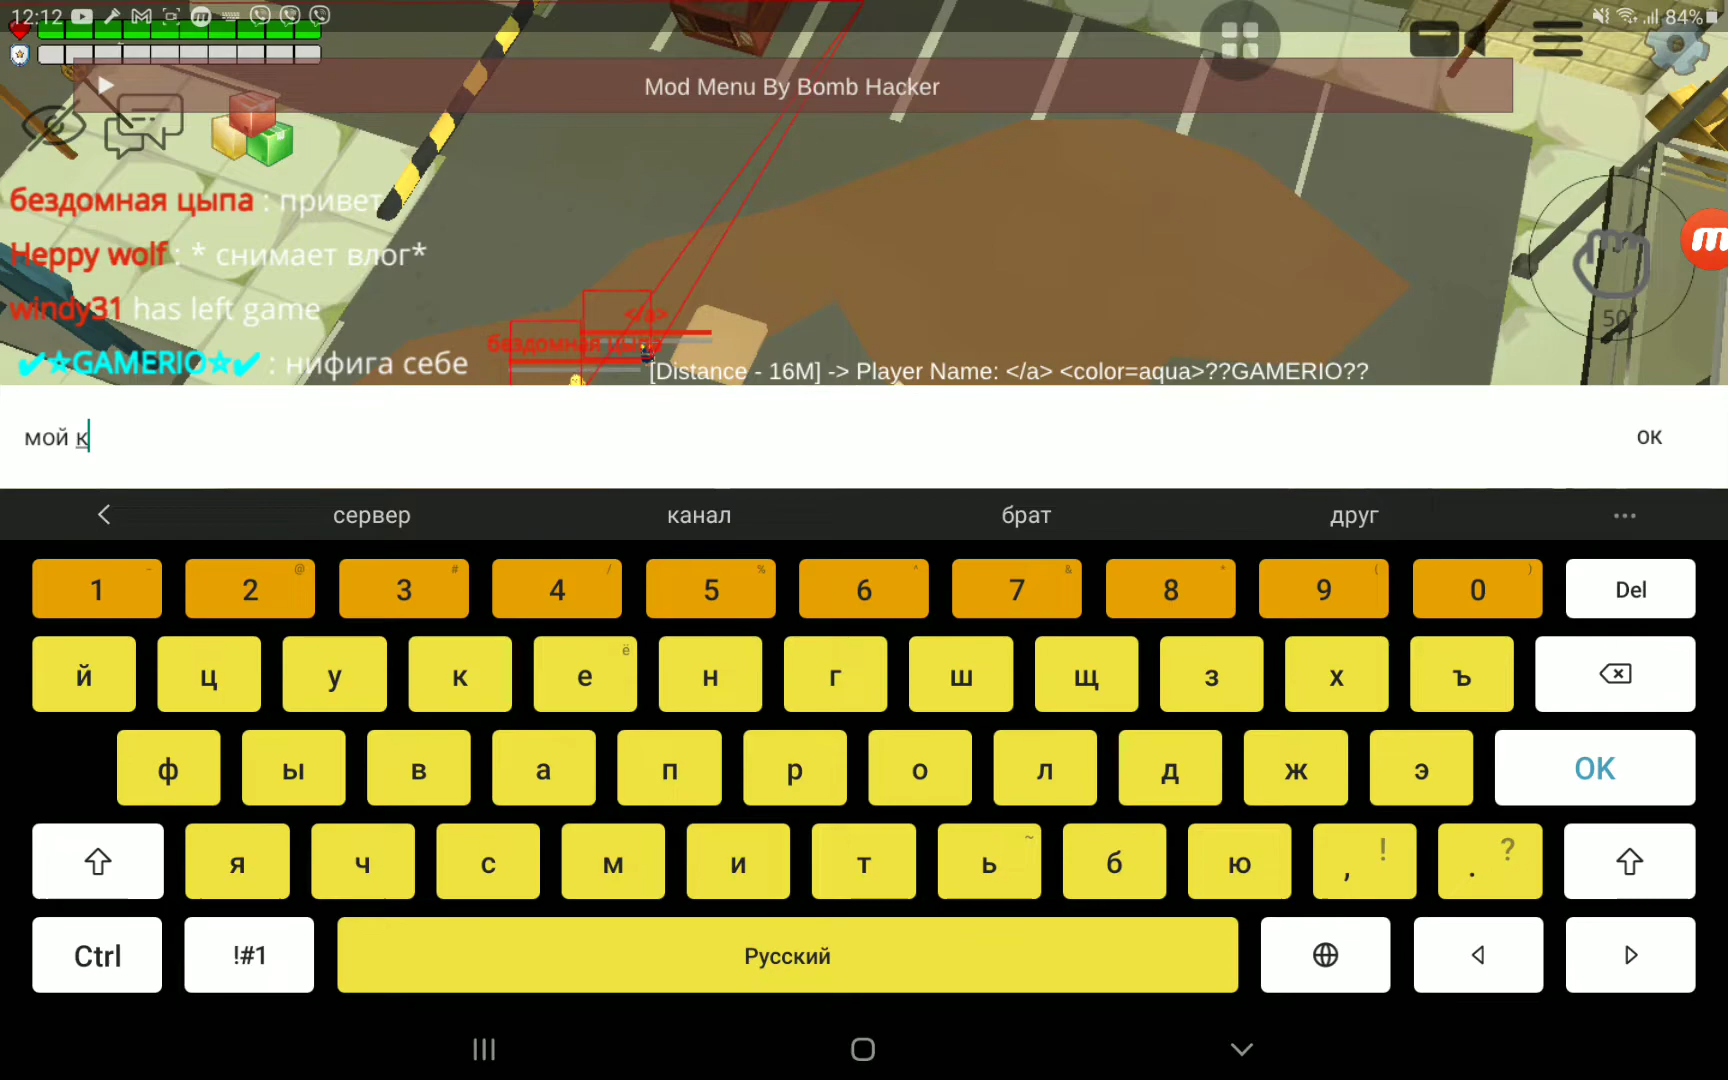 12:12
84%
Mod Menu By Bomb Hacker
бездомная цыпа : привет
Heppy wolf : * снимает влог*
windy31 has left game
✔☆GAMERIO☆✔ : нифига себе
50
</a>
бездомная цыпа
[Distance - 16M] -> Player Name: </a> <color=aqua>??GAMERIO??
мой к
ОК
сервер канал брат друг ...
1 - 2 @ 3 # 4 / 5 % 6 ^ 7 & 8 * 9 ( 0 ) Del
й ц у к е ё н г ш щ з х ъ
ф ы в а п р о л д ж э OK
я ч с м и т ь ~ б ю , ! . ?
Ctrl !#1 Русский